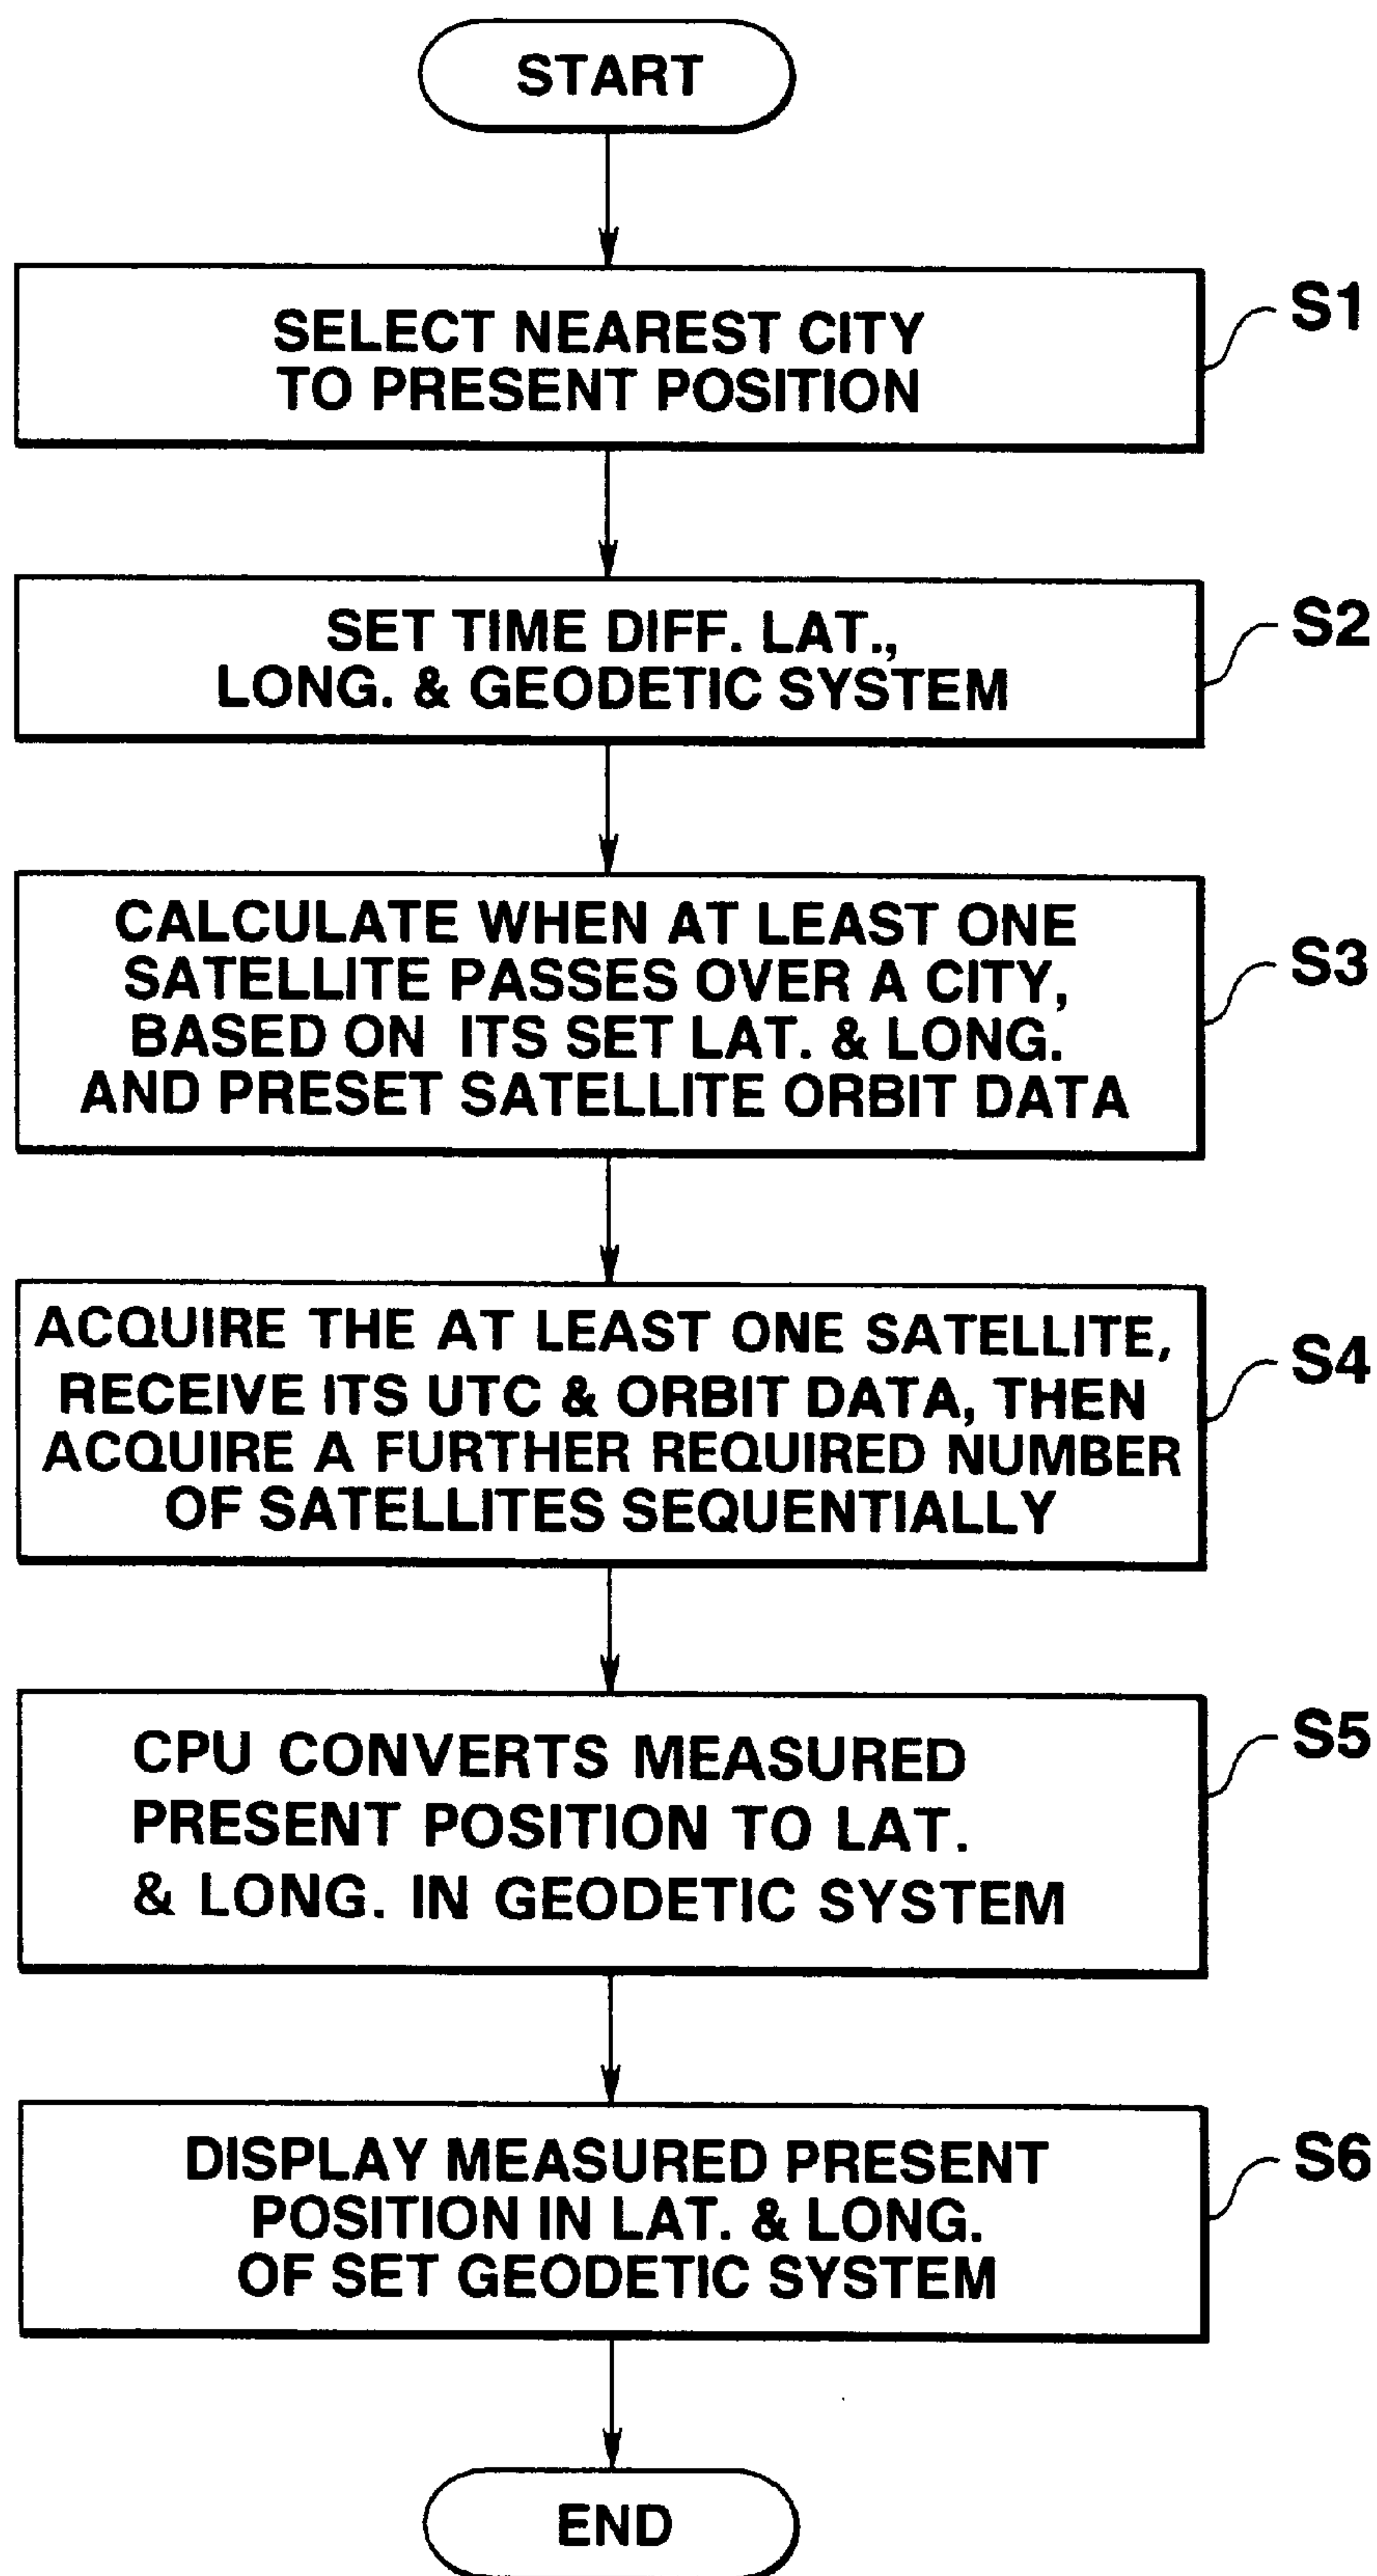 START
SELECT NEAREST CITY
TO PRESENT POSITION
S1
SET TIME DIFF. LAT.,
LONG. & GEODETIC SYSTEM
S2
CALCULATE WHEN AT LEAST ONE
SATELLITE PASSES OVER A CITY,
BASED ON ITS SET LAT. & LONG.
AND PRESET SATELLITE ORBIT DATA
S3
ACQUIRE THE AT LEAST ONE SATELLITE,
RECEIVE ITS UTC & ORBIT DATA, THEN
ACQUIRE A FURTHER REQUIRED NUMBER
OF SATELLITES SEQUENTIALLY
S4
CPU CONVERTS MEASURED
PRESENT POSITION TO LAT.
& LONG. IN GEODETIC SYSTEM
S5
DISPLAY MEASURED PRESENT
POSITION IN LAT. & LONG.
OF SET GEODETIC SYSTEM
S6
END